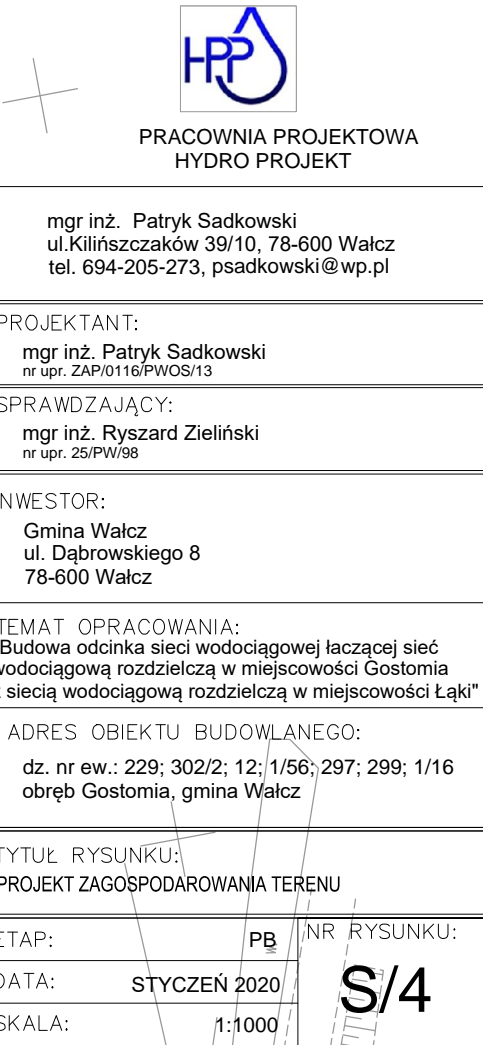 HPP
PRACOWNIA PROJEKTOWA
HYDRO PROJEKT
mgr inż. Patryk Sadkowski
ul.Kilińszczaków 39/10, 78-600 Wałcz
tel. 694-205-273, psadkowski@wp.pl
PROJEKTANT:
mgr inż. Patryk Sadkowski
nr upr. ZAP/0116/PWOS/13
SPRAWDZAJĄCY:
mgr inż. Ryszard Zieliński
nr upr. 25/PW/98
INWESTOR:
Gmina Wałcz
ul. Dąbrowskiego 8
78-600 Wałcz
TEMAT OPRACOWANIA:
"Budowa odcinka sieci wodociągowej łaczącej sieć
wodociągową rozdzielczą w miejscowości Gostomia
z siecią wodociągową rozdzielczą w miejscowości Łąki"
ADRES OBIEKTU BUDOWLANEGO:
dz. nr ew.: 229; 302/2; 12; 1/56; 297; 299; 1/16
obręb Gostomia, gmina Wałcz
TYTUŁ RYSUNKU:
PROJEKT ZAGOSPODAROWANIA TERENU
ETAP: PB
NR RYSUNKU:
DATA: STYCZEŃ 2020
S/4
SKALA: 1:1000